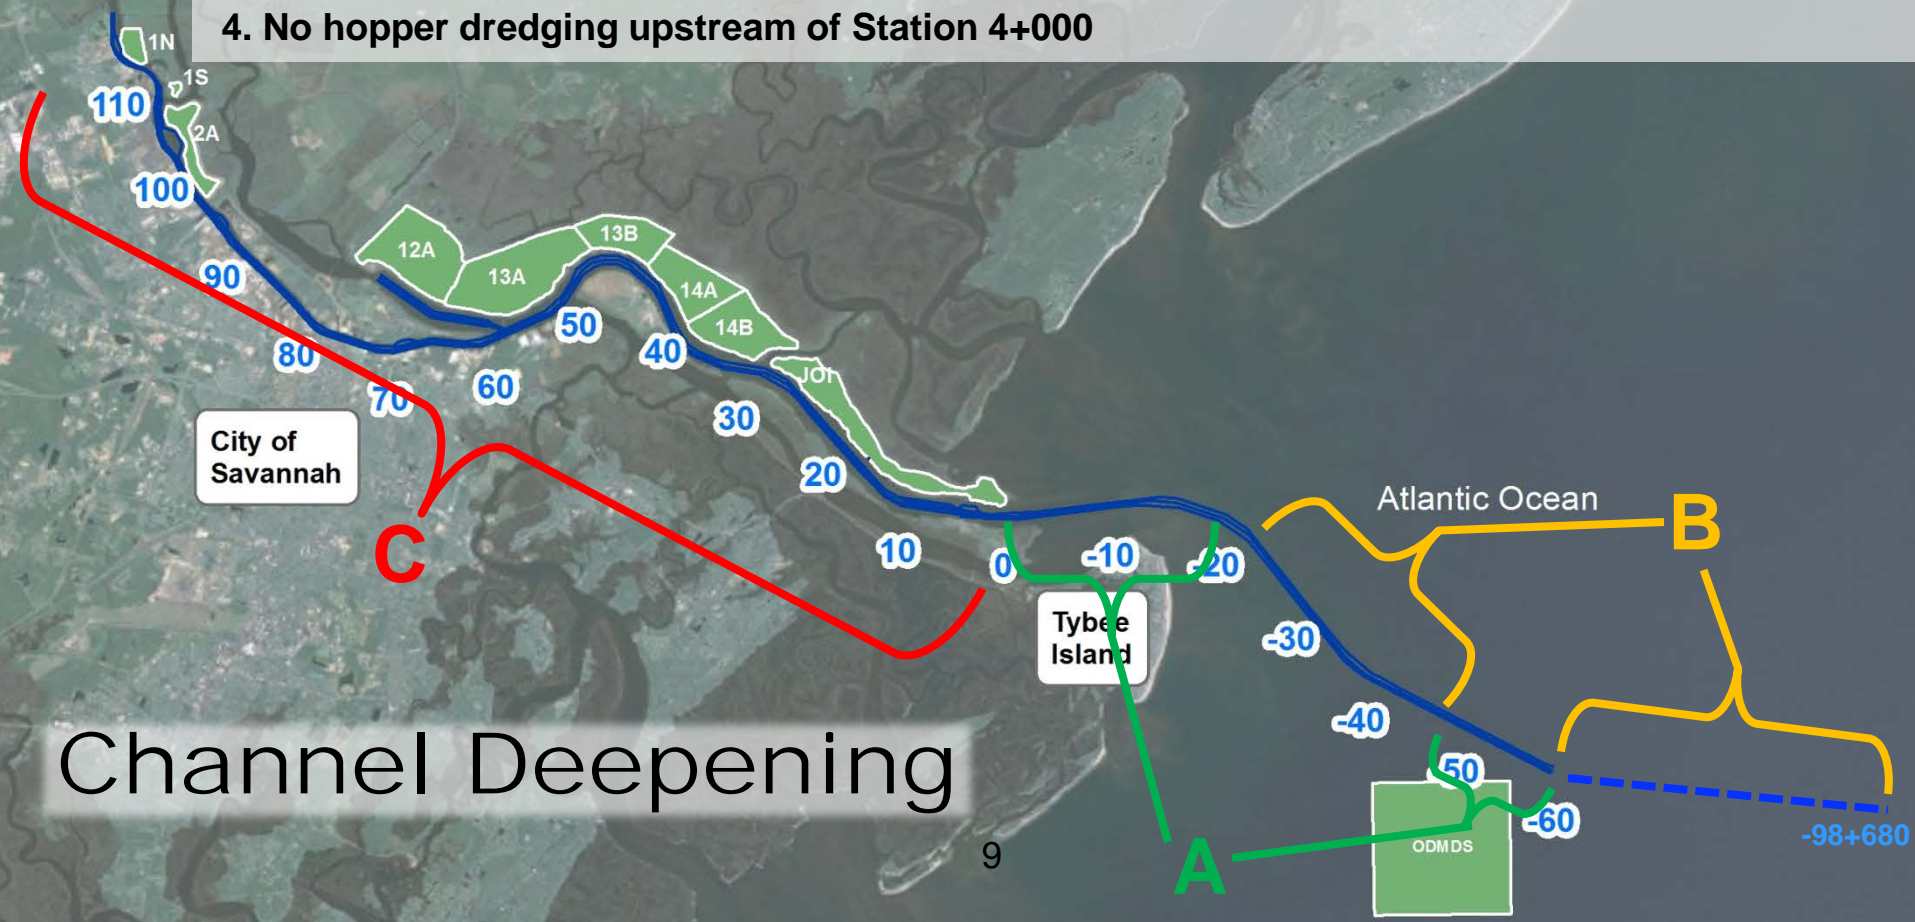 4. No hopper dredging upstream of Station 4+000
1N
1S
110
2A
100
12A
13A
13B
90
14A
50
14B
80
40
JOI
70
60
30
City of
Savannah
20
Atlantic Ocean
B
C
10
0
-10
-20
Tybee
Island
-30
-40
Channel Deepening
50
-60
-98+680
ODMDS
9
A